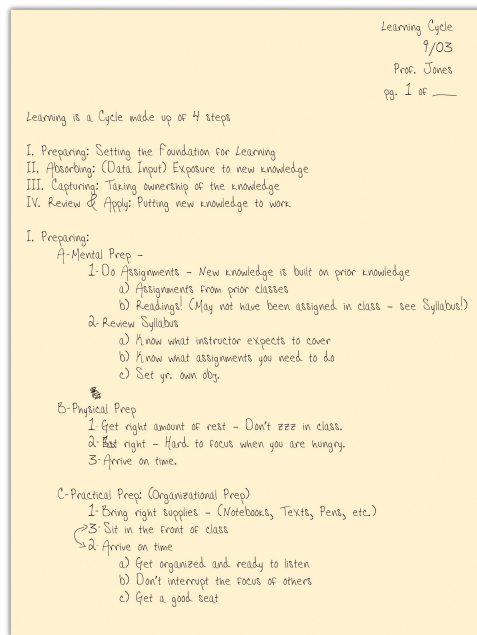 Learning Cycle
9/03
Prof. Jones
pg. 1 of ___
Learning is a Cycle made up of 4 steps
I. Preparing: Setting the Foundation for Learning
II. Absorbing: (Data Input) Exposure to new knowledge
III. Capturing: Taking ownership of the knowledge
IV. Review & Apply: Putting new knowledge to work
I. Preparing:
A-Mental Prep -
1-Do Assignments - New knowledge is built on prior knowledge
a) Assignments from prior classes
b) Readings! (May not have been assigned in class - see Syllabus!)
2-Review Syllabus
a) Know what instructor expects to cover
b) Know what assignments you need to do
c) Set yr. own obj.
B-Physical Prep
1-Get right amount of rest - Don't zzz in class.
2-Eat right - Hard to focus when you are hungry.
3-Arrive on time.
C-Practical Prep: (Organizational Prep)
1-Bring right supplies - (Notebooks, Texts, Pens, etc.)
3-Sit in the front of class
2-Arrive on time
a) Get organized and ready to listen
b) Don't interrupt the focus of others
c) Get a good seat